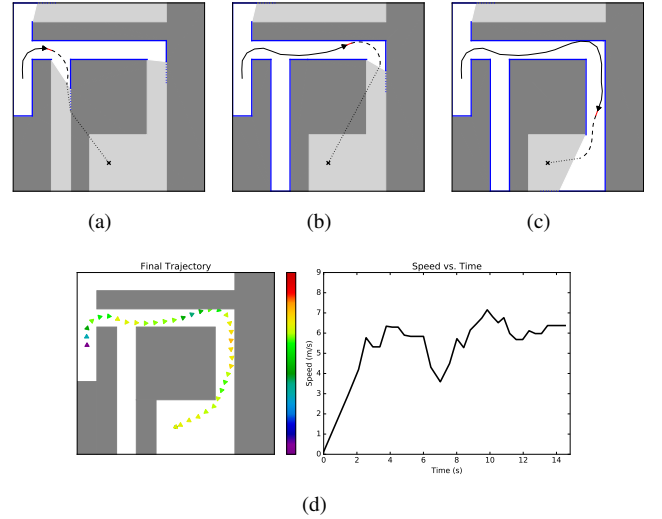 (a)
(b)
(c)
Final Trajectory
Speed vs. Time
9
8
7
6
5
4
3
2
1
0
Speed (m/s)
0 2 4 6 8 10 12 14
Time (s)
(d)